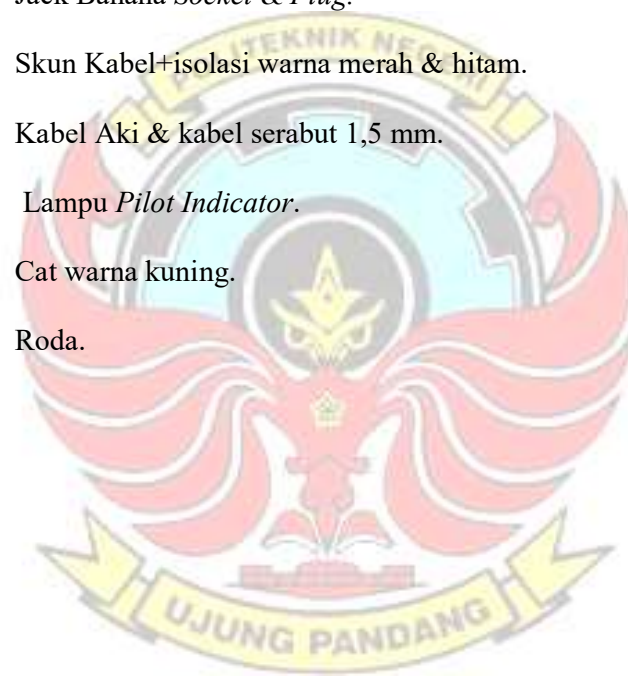 Jack Banana Socket & Plug.
POLITEKNIK NEGERI
Skun Kabel+isolasi warna merah & hitam.
Kabel Aki & kabel serabut 1,5 mm.
Lampu Pilot Indicator.
Cat warna kuning.
Roda.
UJUNG PANDANG